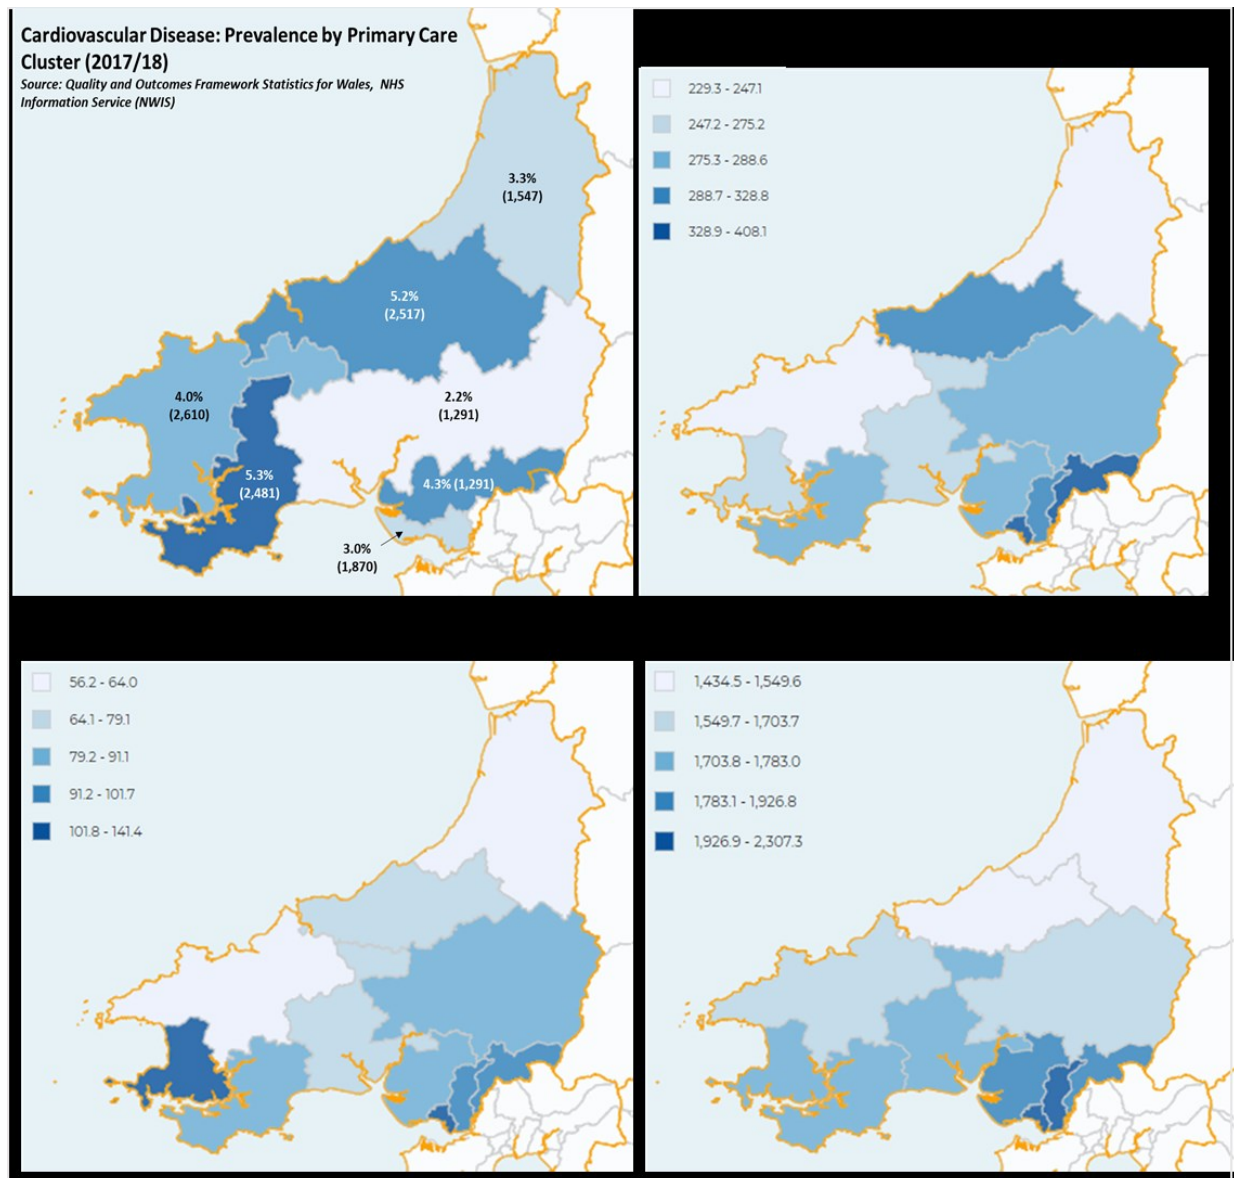 Cardiovascular Disease: Prevalence by Primary Care
Cluster (2017/18)
Source: Quality and Outcomes Framework Statistics for Wales, NHS
Information Service (NWIS)
3.3%
(1,547)
5.2%
(2,517)
4.0%
(2,610)
2.2%
(1,291)
5.3%
(2,481)
4.3% (1,291)
3.0%
(1,870)
229.3 - 247.1
247.2 - 275.2
275.3 - 288.6
288.7 - 328.8
328.9 - 408.1
56.2 - 64.0
64.1 - 79.1
79.2 - 91.1
91.2 - 101.7
101.8 - 141.4
1,434.5 - 1,549.6
1,549.7 - 1,703.7
1,703.8 - 1,783.0
1,783.1 - 1,926.8
1,926.9 - 2,307.3